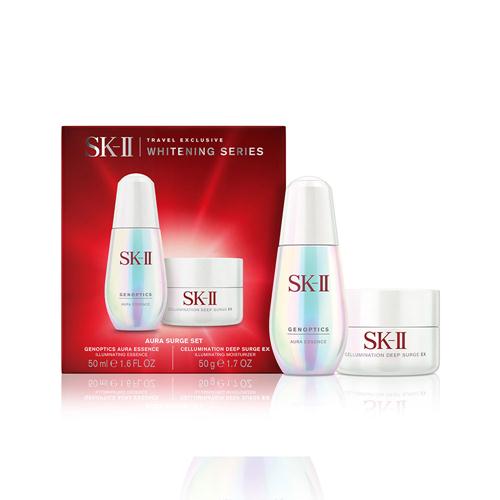 SK-II
TRAVEL EXCLUSIVE
WHITENING SERIES
SK-II
GENOPTICS
AURA ESSENCE
SK-II
CELLUMINATION DEEP SURGE EX
AURA SURGE SET
GENOPTICS AURA ESSENCE
ILLUMINATING ESSENCE
50 ml e 1.6 FL OZ
CELLUMINATION DEEP SURGE EX
ILLUMINATING MOISTURIZER
50 g e 1.7 OZ
SK-II
GENOPTICS
AURA ESSENCE
SK-II
CELLUMINATION DEEP SURGE EX